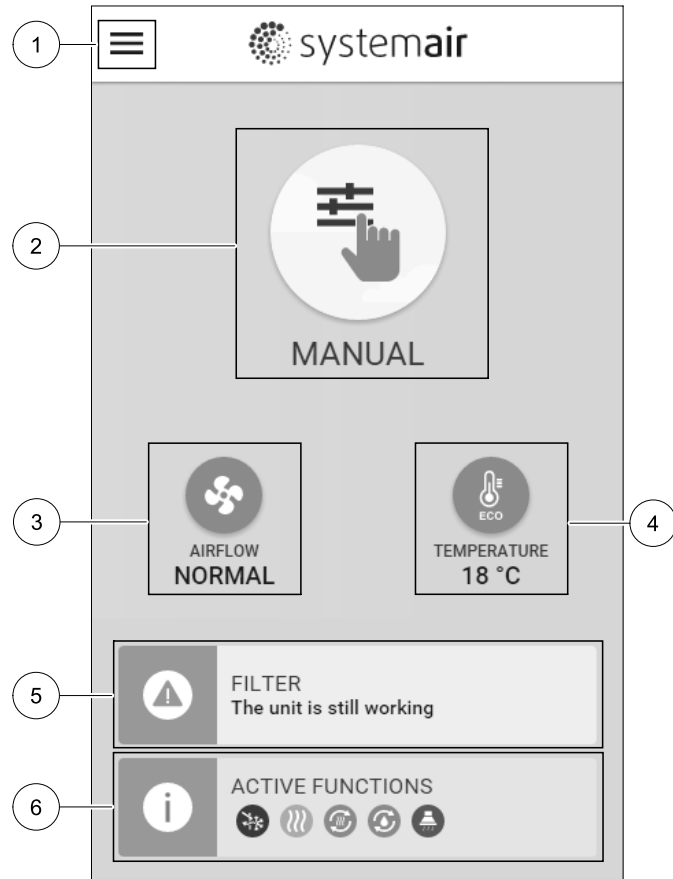 1
systemair
2
MANUAL
3
AIRFLOW
NORMAL
ECO
TEMPERATURE
18 °C
4
5
FILTER
The unit is still working
6
ACTIVE FUNCTIONS